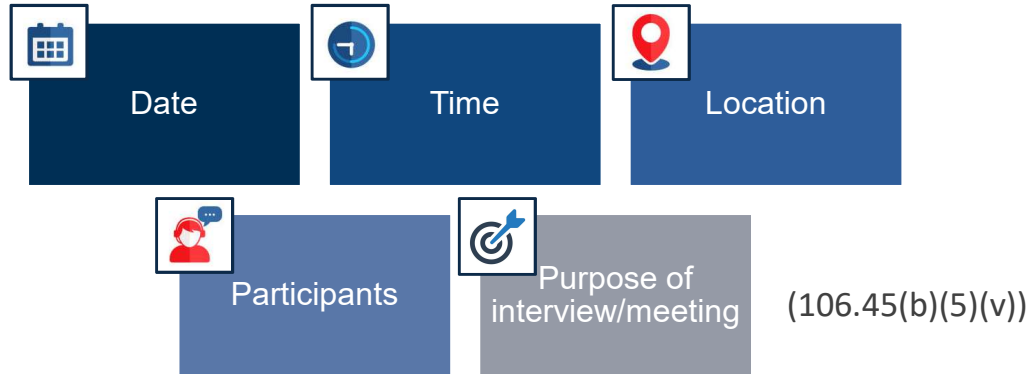 Date
Time
Location
Participants
Purpose of
interview/meeting
(106.45(b)(5)(v))